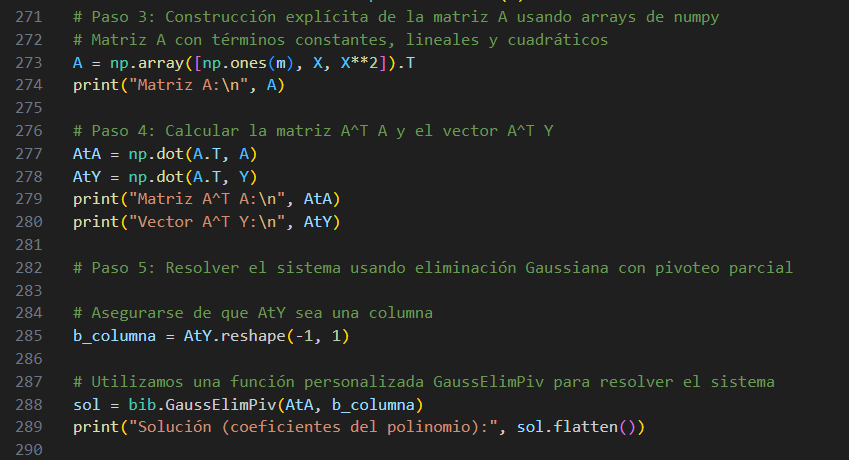 271 # Paso 3: Construcción explícita de la matriz A usando arrays de numpy
272 # Matriz A con términos constantes, lineales y cuadráticos
273 A = np.array([np.ones(m), X, X**2]).T
274 print("Matriz A:\n", A)
275
276 # Paso 4: Calcular la matriz A^T A y el vector A^T Y
277 AtA = np.dot(A.T, A)
278 AtY = np.dot(A.T, Y)
279 print("Matriz A^T A:\n", AtA)
280 print("Vector A^T Y:\n", AtY)
281
282 # Paso 5: Resolver el sistema usando eliminación Gaussiana con pivoteo parcial
283
284 # Asegurarse de que AtY sea una columna
285 b_columna = AtY.reshape(-1, 1)
286
287 # Utilizamos una función personalizada GaussElimPiv para resolver el sistema
288 sol = bib.GaussElimPiv(AtA, b_columna)
289 print("Solución (coeficientes del polinomio):", sol.flatten())
290